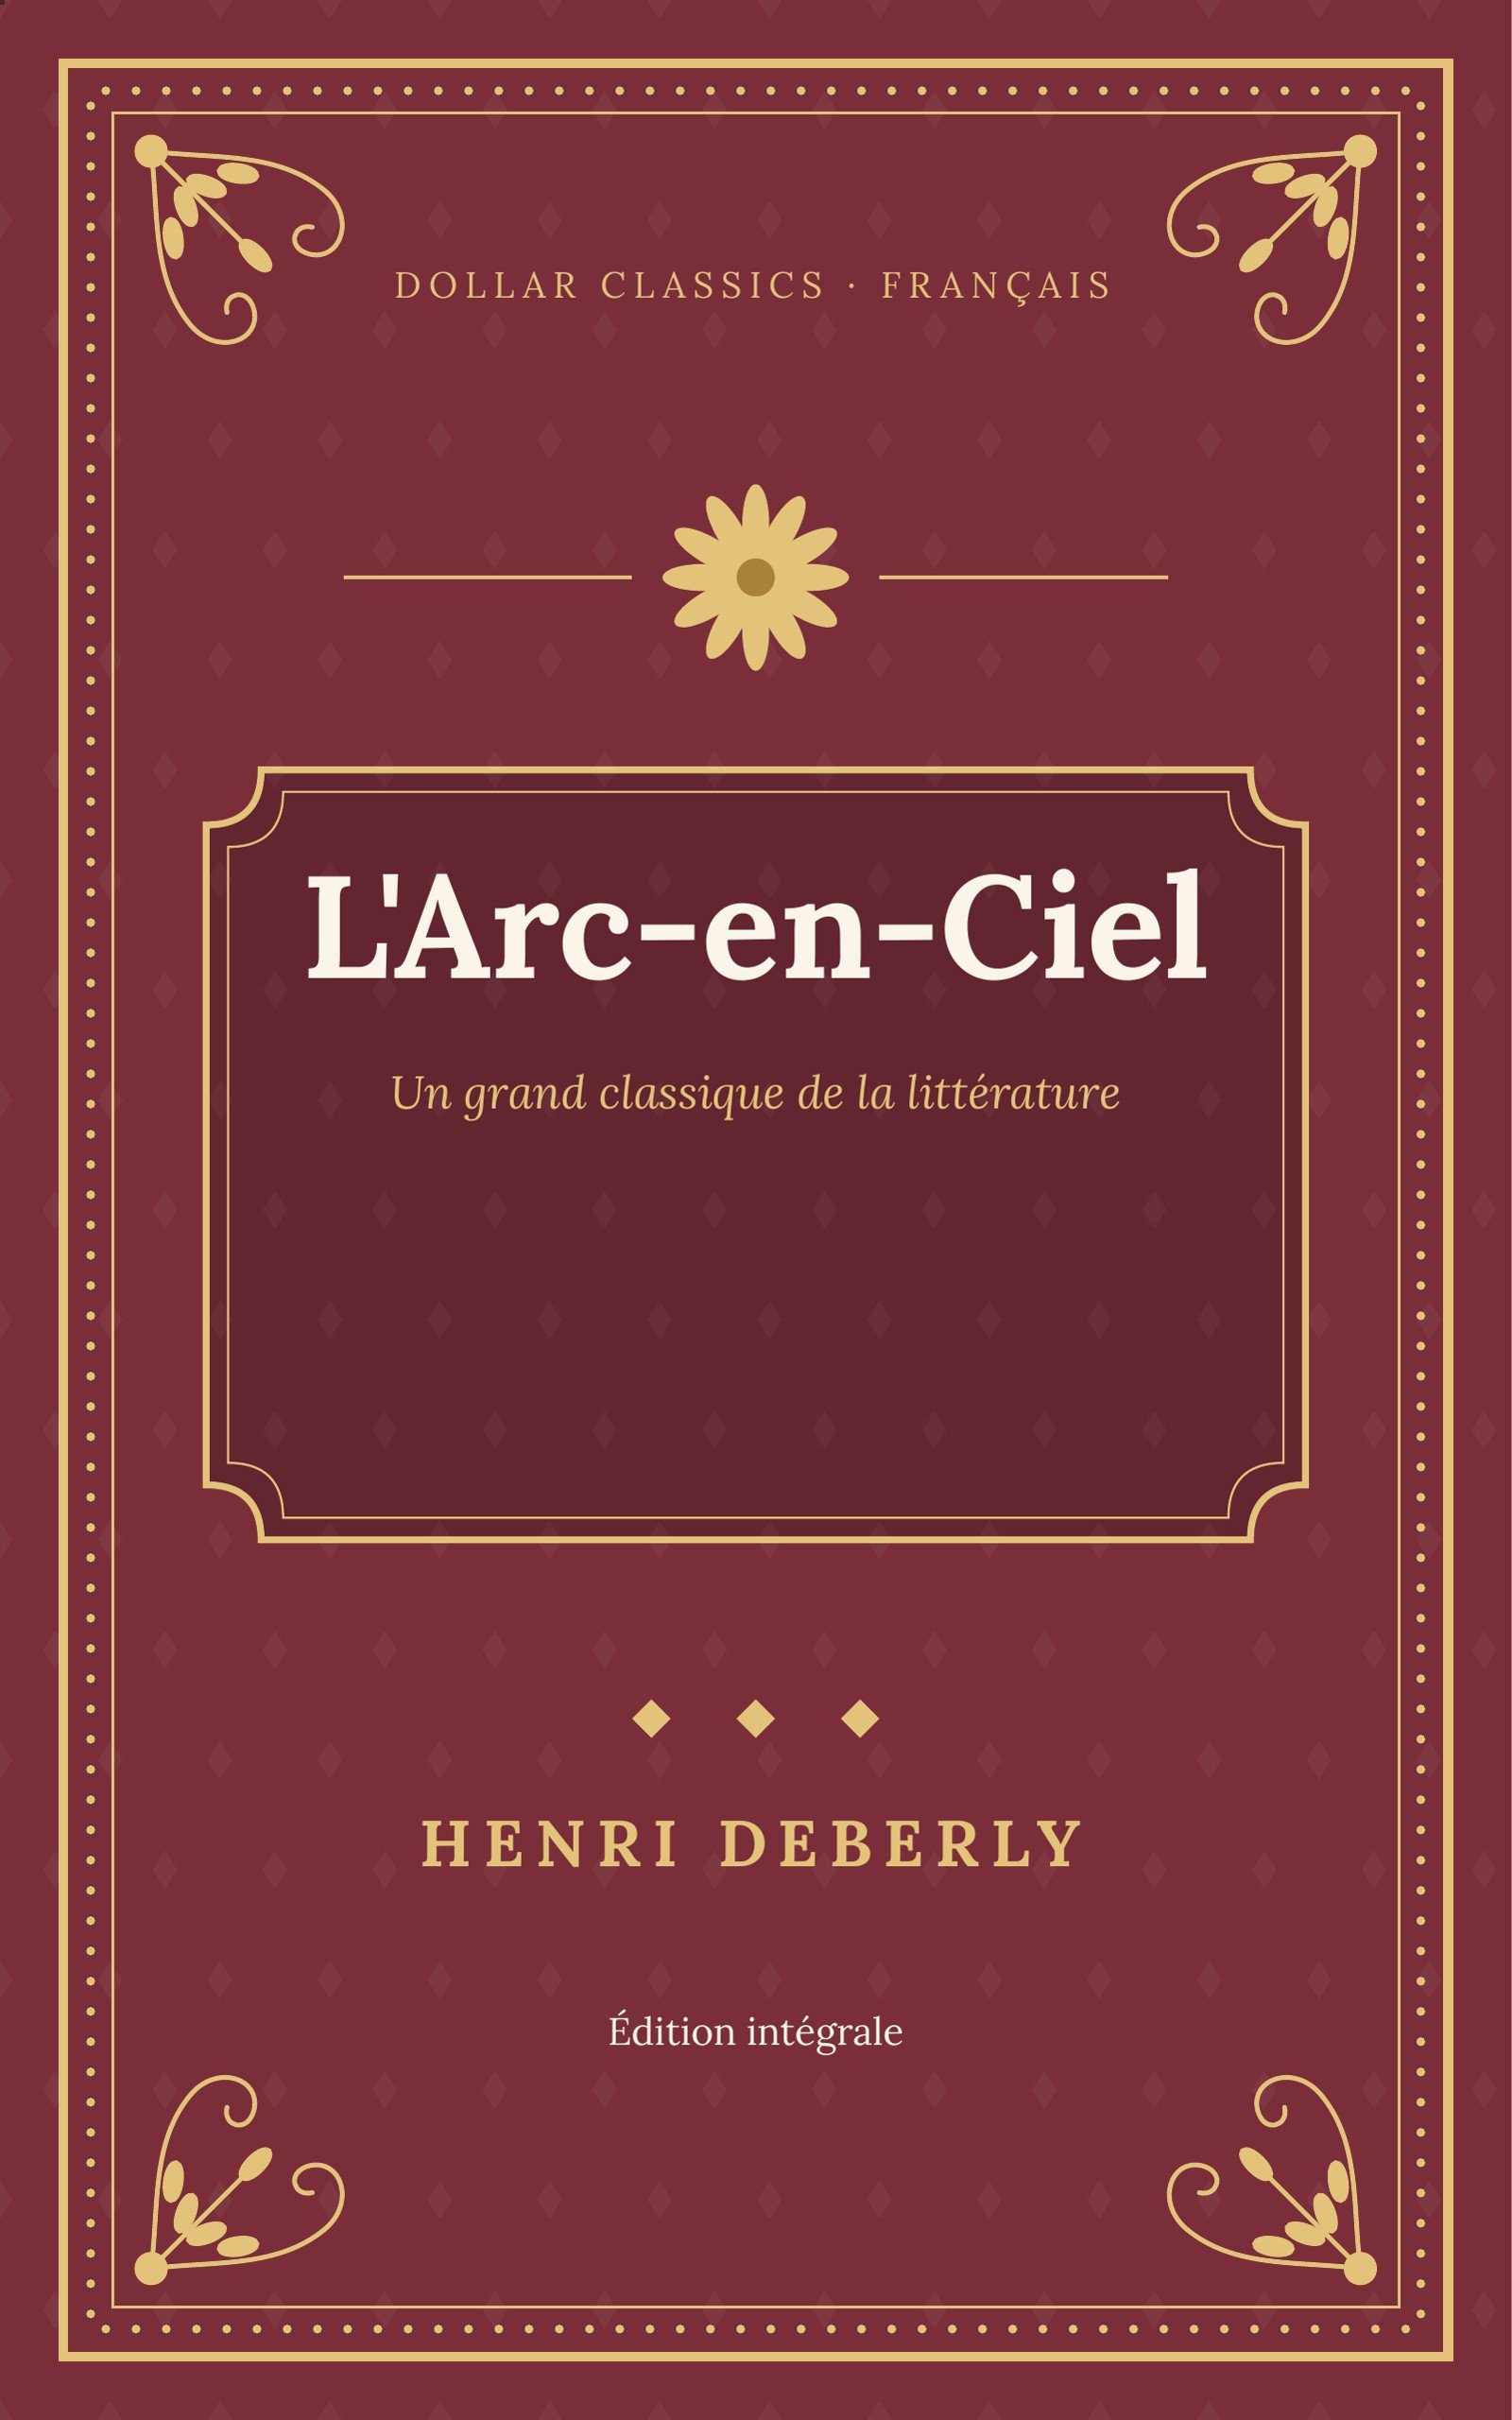 DOLLAR CLASSICS · FRANÇAIS
L'Arc-en-Ciel
Un grand classique de la littérature
HENRI DEBERLY
Édition intégrale